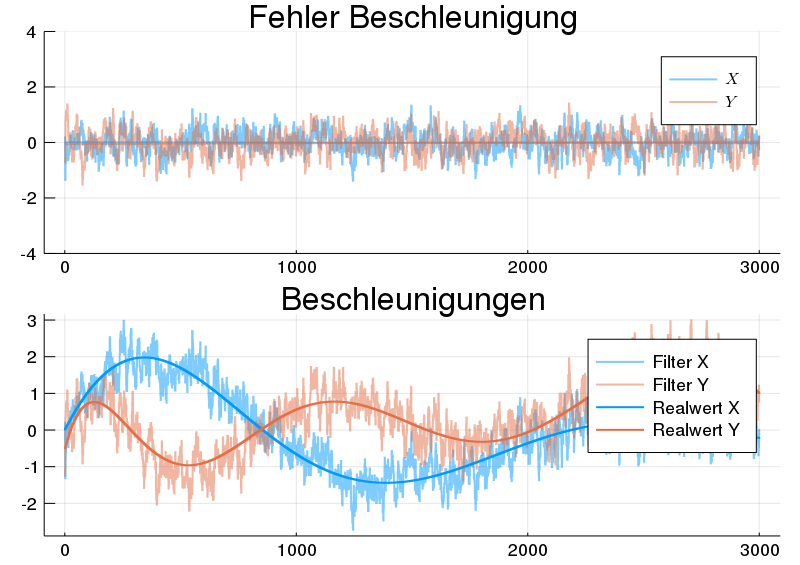 Fehler Beschleunigung
4
2
0
-2
-4
X
Y
0 1000 2000 3000
Beschleunigungen
3
2
1
0
-1
-2
Filter X
Filter Y
Realwert X
Realwert Y
0 1000 2000 3000